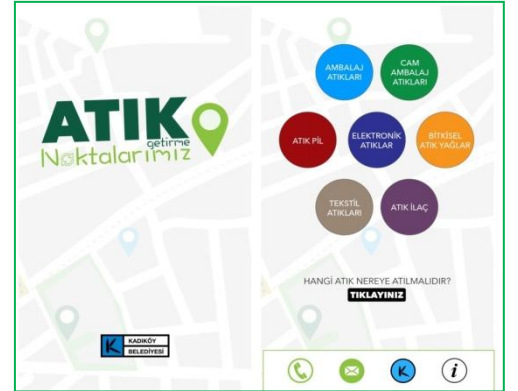 ATIK
getirme
Noktalarımız
K
KADIKÖY
BELEDİYESİ
AMBALAJ
ATIKLARI
CAM
AMBALAJ
ATIKLARI
ATIK PİL
ELEKTRONİK
ATIKLAR
BİTKİSEL
ATIK YAĞLAR
TEKSTİL
ATIKLARI
ATIK İLAÇ
HANGİ ATIK NEREYE ATILMALIDIR?
TIKLAYINIZ
K
i